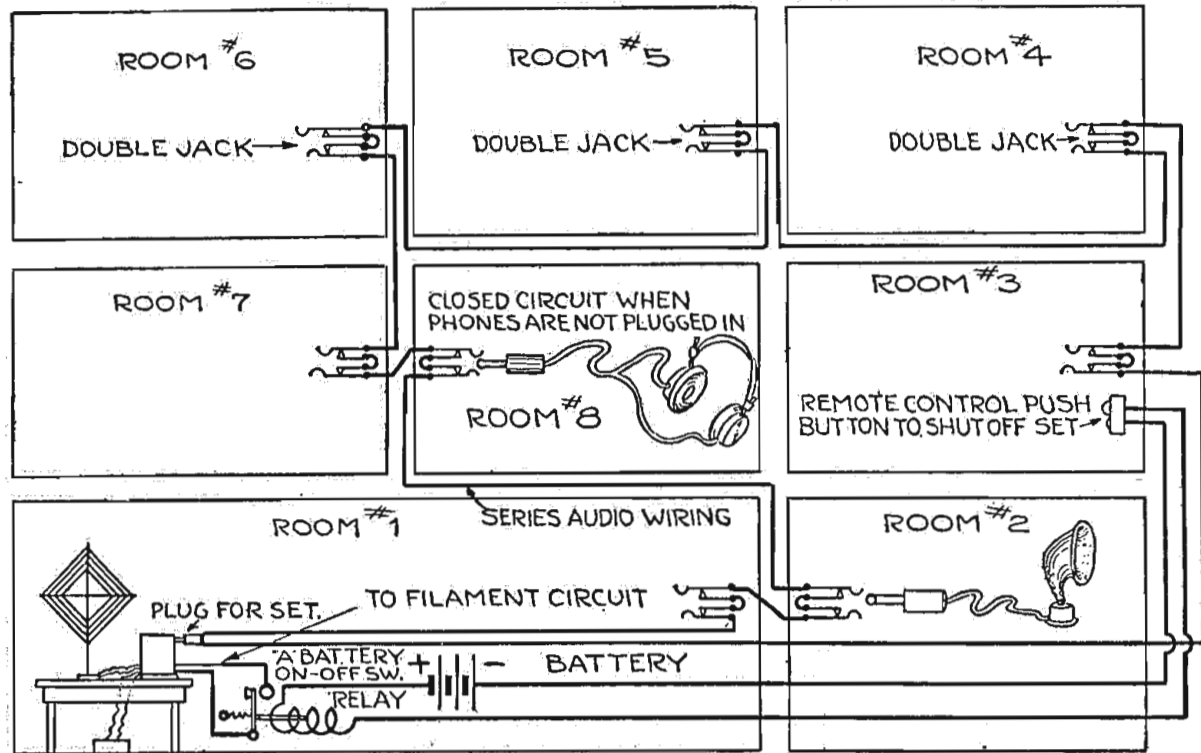 ROOM #6
DOUBLE JACK
ROOM #5
DOUBLE JACK
ROOM #4
DOUBLE JACK
ROOM #7
CLOSED CIRCUIT WHEN
PHONES ARE NOT PLUGGED IN
ROOM #8
ROOM #3
REMOTE CONTROL PUSH
BUTTON TO SHUT OFF SET
ROOM #1
SERIES AUDIO WIRING
ROOM #2
PLUG FOR SET.
TO FILAMENT CIRCUIT
"A" BATTERY
ON-OFF SW.
+ - BATTERY
RELAY